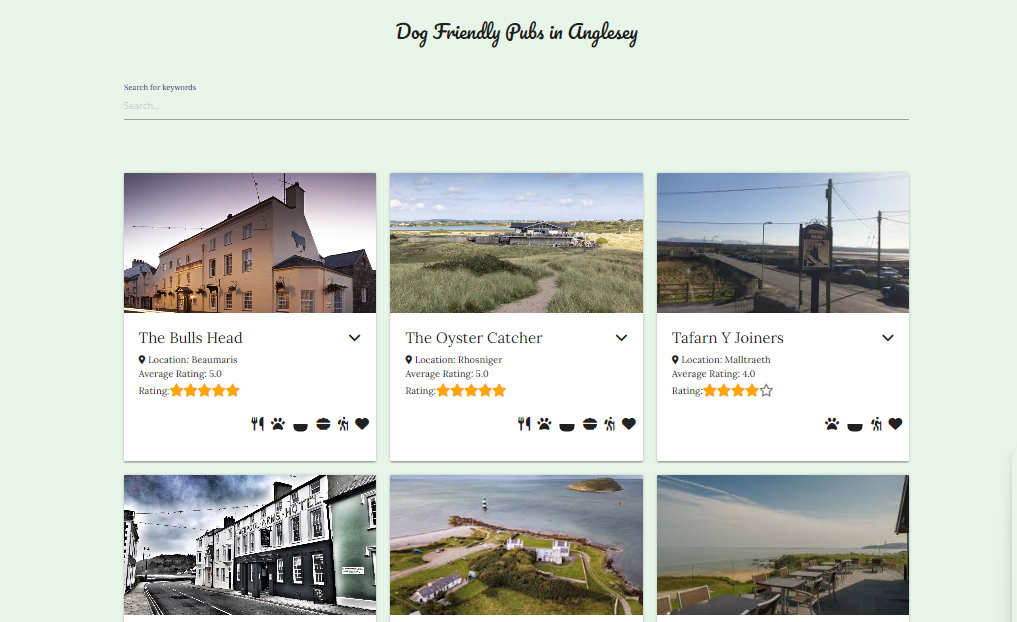 Dog Friendly Pubs in Anglesey
Search for keywords
Search...
The Bulls Head
Location: Beaumaris
Average Rating: 5.0
Rating:
The Oyster Catcher
Location: Rhosniger
Average Rating: 5.0
Rating:
Tafarn Y Joiners
Location: Malltraeth
Average Rating: 4.0
Rating: